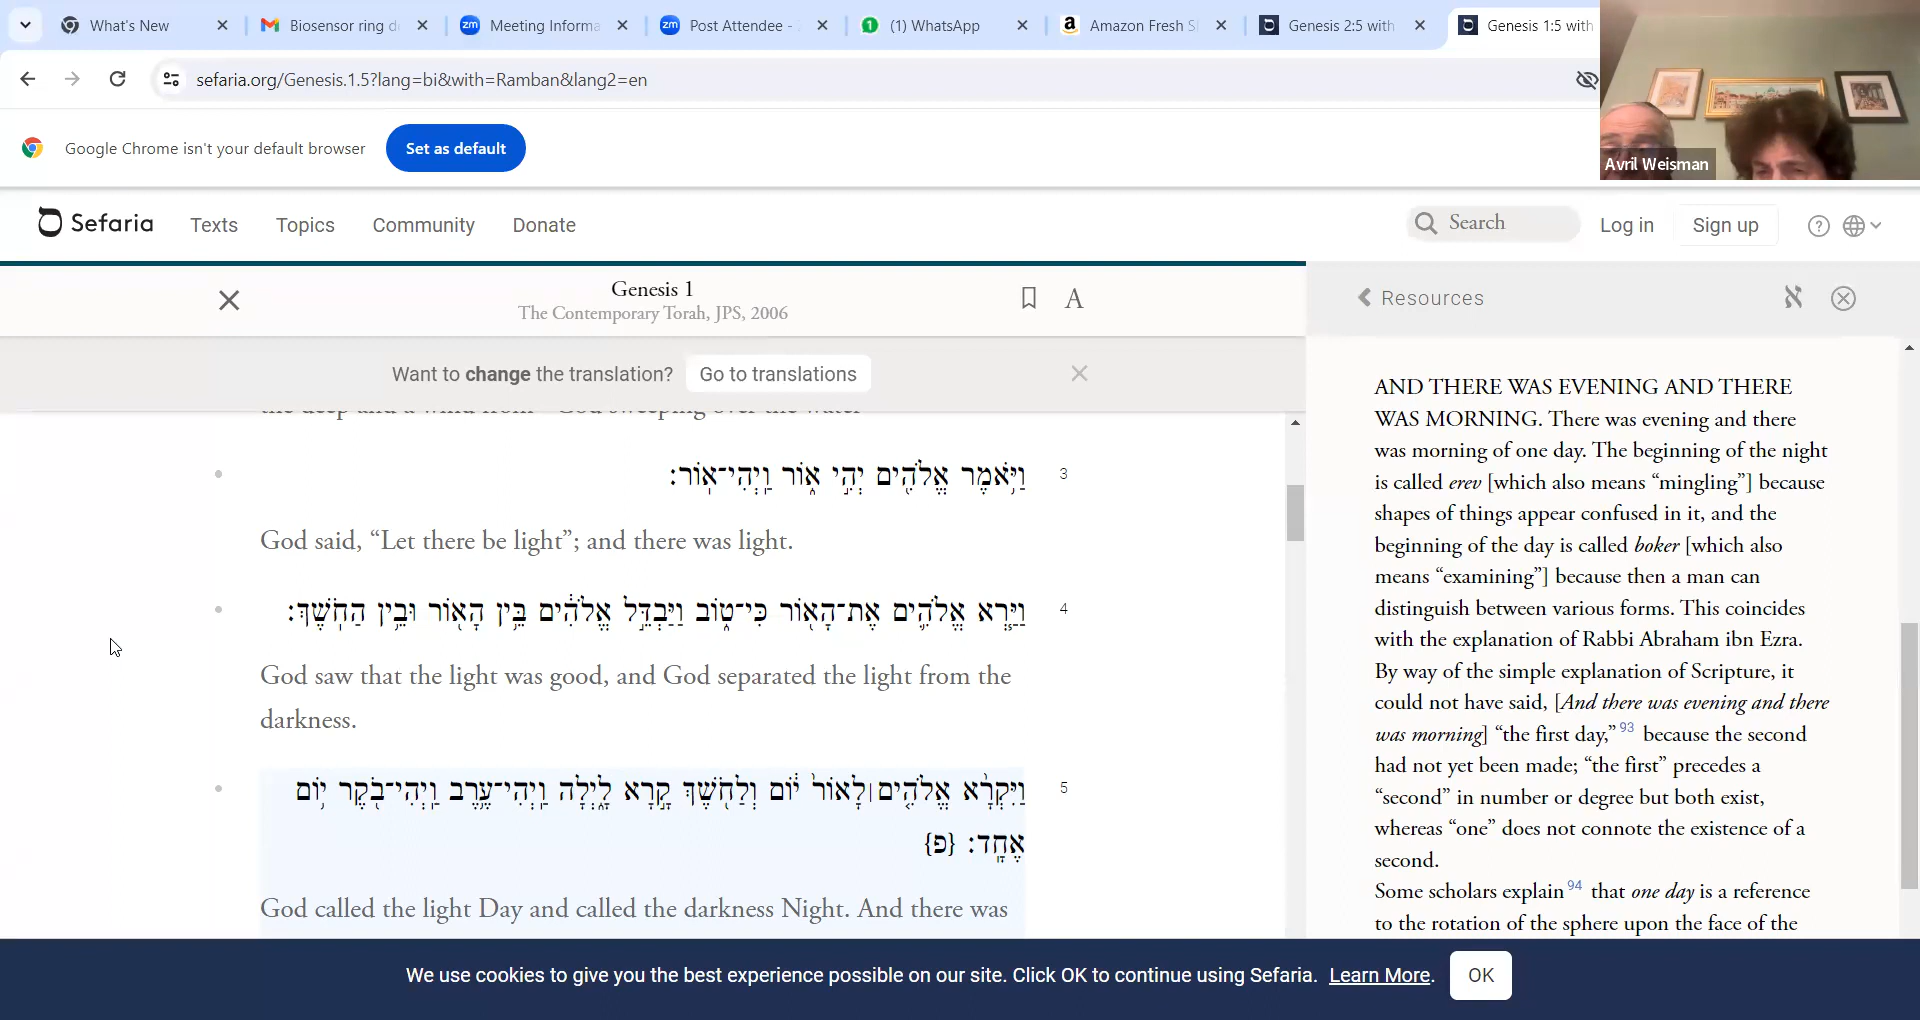 What's New
Biosensor ring d
Meeting Informa
Post Attendee -
(1) WhatsApp
Amazon Fresh S
Genesis 2:5 with
Genesis 1:5 with
sefaria.org/Genesis.1.5?lang=bi&with=Ramban&lang2=en
Google Chrome isn't your default browser
Set as default
Avril Weisman
Sefaria
Texts
Topics
Community
Donate
Search
Log in
Sign up
Genesis 1
The Contemporary Torah, JPS, 2006
Resources
Want to change the translation?
Go to translations
the deep and a wind from God sweeping over the water
3
וַיֹּ֥אמֶר אֱלֹהִ֖ים יְהִ֣י א֑וֹר וַֽיְהִי־אֽוֹר׃
God said, “Let there be light”; and there was light.
4
וַיַּ֧רְא אֱלֹהִ֛ים אֶת־הָא֖וֹר כִּי־ט֑וֹב וַיַּבְדֵּ֣ל אֱלֹהִ֔ים בֵּ֥ין הָא֖וֹר וּבֵ֥ין הַחֹֽשֶׁךְ׃
God saw that the light was good, and God separated the light from the
darkness.
5
וַיִּקְרָ֨א אֱלֹהִ֤ים ׀ לָאוֹר֙ י֔וֹם וְלַחֹ֖שֶׁךְ קָ֣רָא לָ֑יְלָה וַֽיְהִי־עֶ֥רֶב וַֽיְהִי־בֹ֖קֶר י֥וֹם
אֶחָֽד׃ {פ}
God called the light Day and called the darkness Night. And there was
AND THERE WAS EVENING AND THERE
WAS MORNING. There was evening and there
was morning of one day. The beginning of the night
is called erev [which also means “mingling”] because
shapes of things appear confused in it, and the
beginning of the day is called boker [which also
means “examining”] because then a man can
distinguish between various forms. This coincides
with the explanation of Rabbi Abraham ibn Ezra.
By way of the simple explanation of Scripture, it
could not have said, [And there was evening and there
was morning] “the first day,”93 because the second
had not yet been made; “the first” precedes a
“second” in number or degree but both exist,
whereas “one” does not connote the existence of a
second.
Some scholars explain94 that one day is a reference
to the rotation of the sphere upon the face of the
We use cookies to give you the best experience possible on our site. Click OK to continue using Sefaria. Learn More.
OK